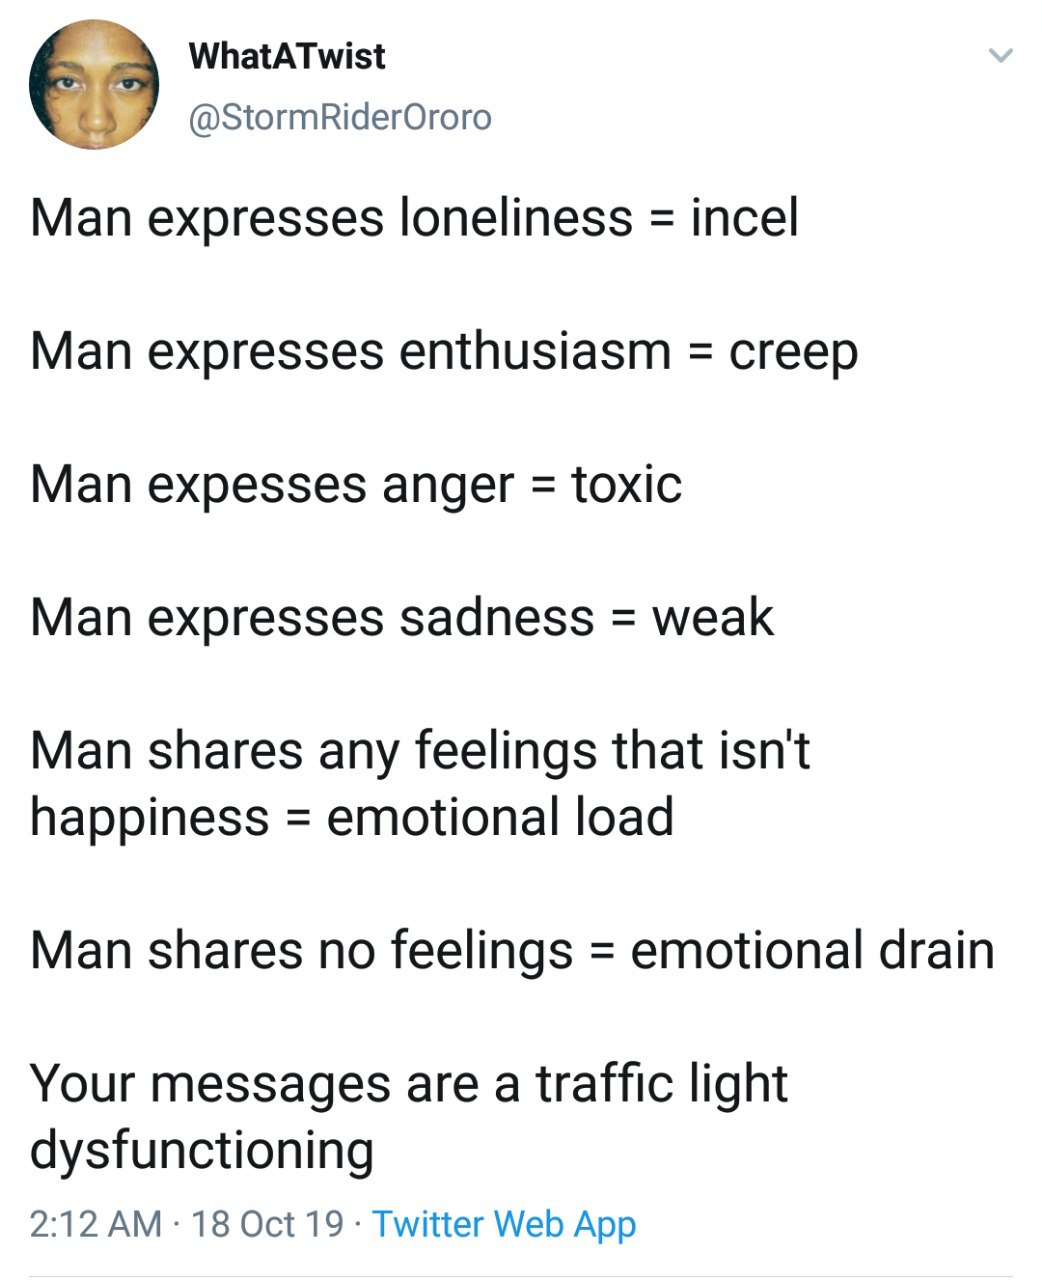 WhatATwist
@StormRiderOroro
Man expresses loneliness = incel
Man expresses enthusiasm = creep
Man expesses anger = toxic
Man expresses sadness = weak
Man shares any feelings that isn't
happiness = emotional load
Man shares no feelings = emotional drain
Your messages are a traffic light
dysfunctioning
2:12 AM · 18 Oct 19 · Twitter Web App